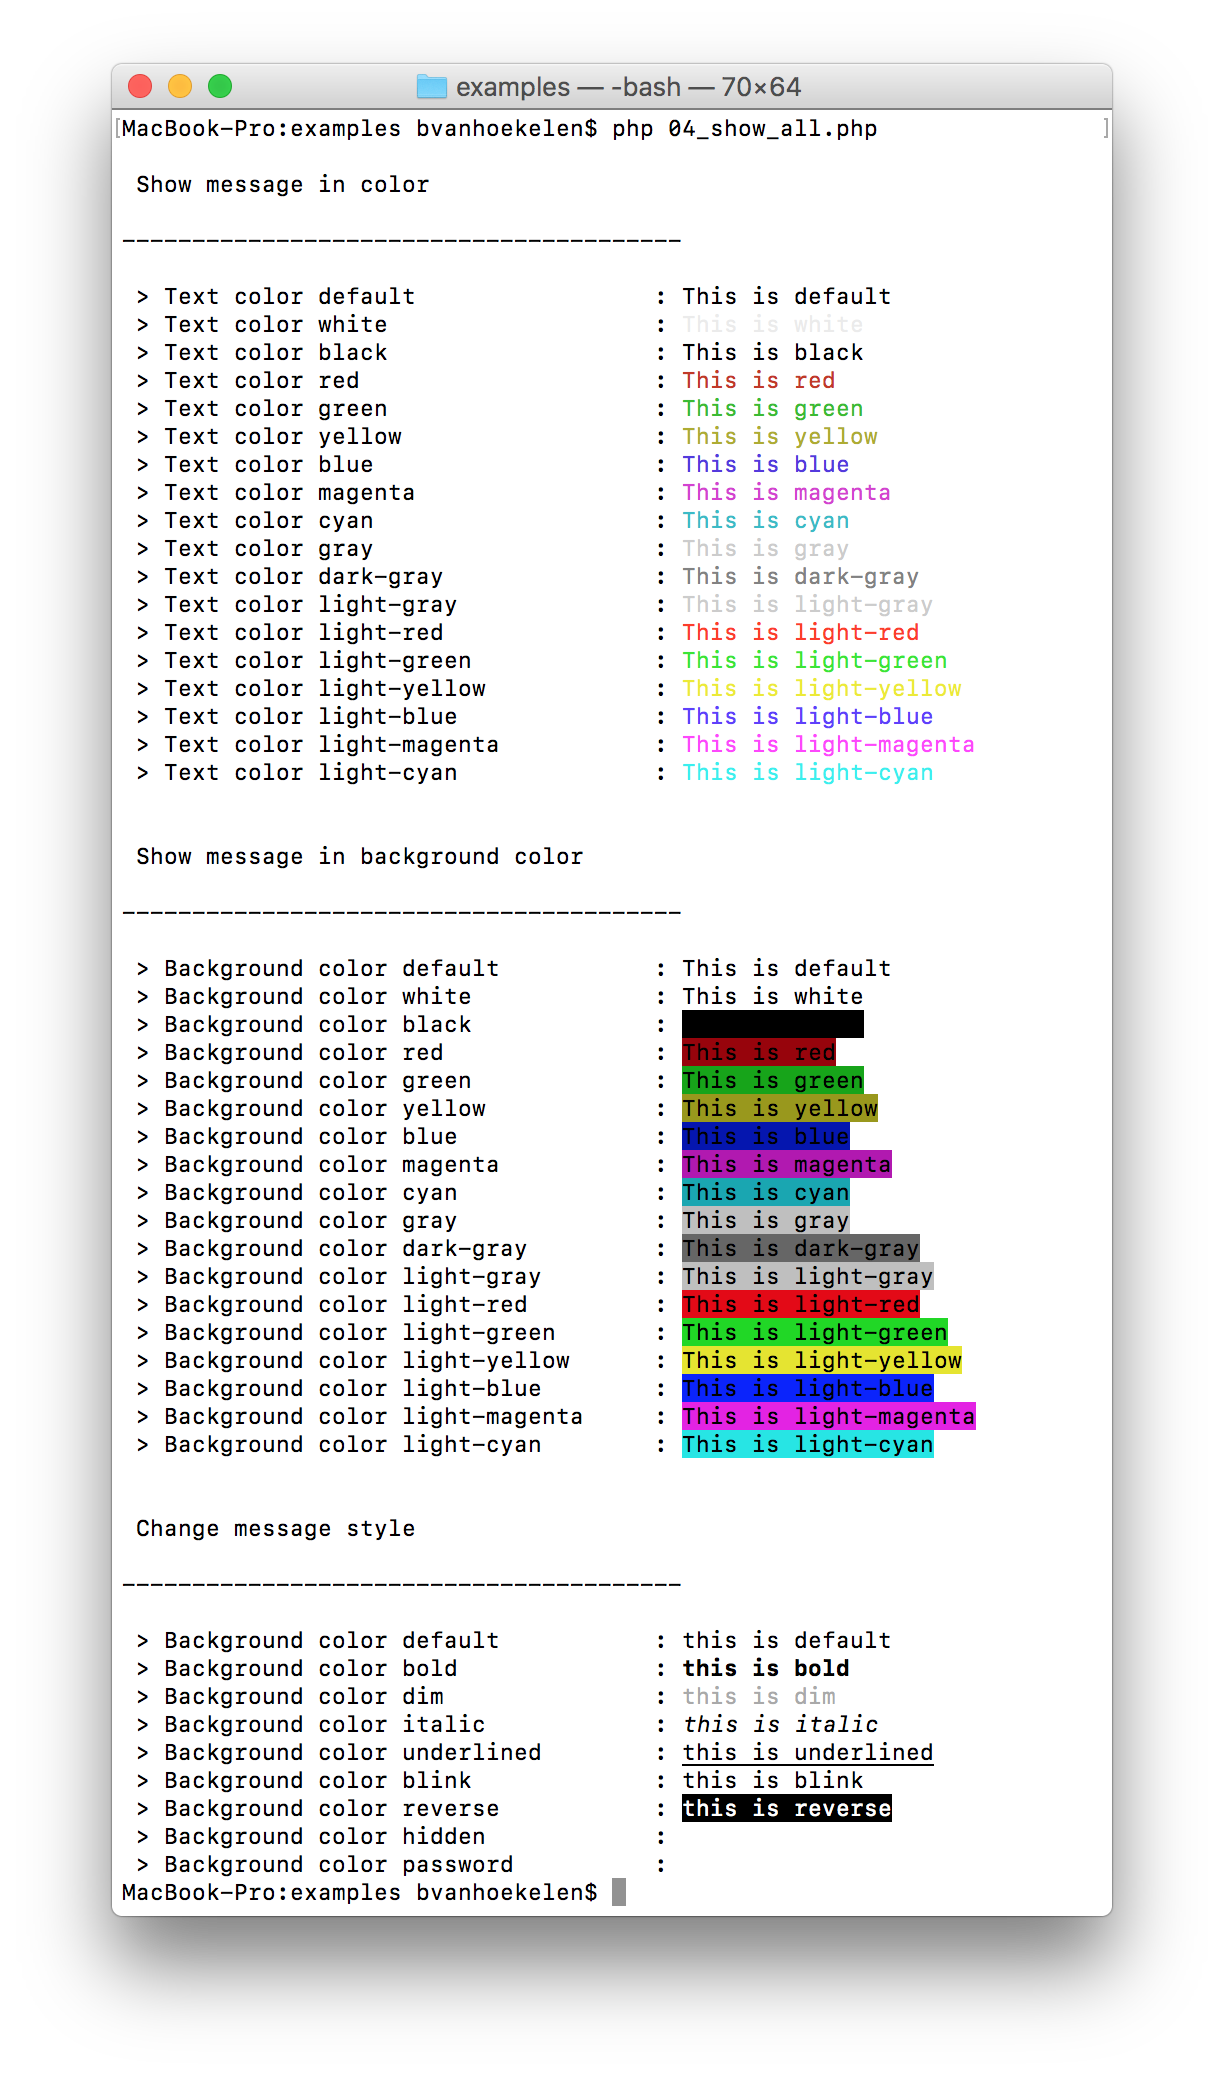 examples — -bash — 70×64
[MacBook-Pro:examples bvanhoekelen$ php 04_show_all.php ]
Show message in color
----------------------------------------
> Text color default : This is default
> Text color white : This is white
> Text color black : This is black
> Text color red : This is red
> Text color green : This is green
> Text color yellow : This is yellow
> Text color blue : This is blue
> Text color magenta : This is magenta
> Text color cyan : This is cyan
> Text color gray : This is gray
> Text color dark-gray : This is dark-gray
> Text color light-gray : This is light-gray
> Text color light-red : This is light-red
> Text color light-green : This is light-green
> Text color light-yellow : This is light-yellow
> Text color light-blue : This is light-blue
> Text color light-magenta : This is light-magenta
> Text color light-cyan : This is light-cyan
Show message in background color
----------------------------------------
> Background color default : This is default
> Background color white : This is white
> Background color black :
> Background color red : This is red
> Background color green : This is green
> Background color yellow : This is yellow
> Background color blue : This is blue
> Background color magenta : This is magenta
> Background color cyan : This is cyan
> Background color gray : This is gray
> Background color dark-gray : This is dark-gray
> Background color light-gray : This is light-gray
> Background color light-red : This is light-red
> Background color light-green : This is light-green
> Background color light-yellow : This is light-yellow
> Background color light-blue : This is light-blue
> Background color light-magenta : This is light-magenta
> Background color light-cyan : This is light-cyan
Change message style
----------------------------------------
> Background color default : this is default
> Background color bold : this is bold
> Background color dim : this is dim
> Background color italic : this is italic
> Background color underlined : this is underlined
> Background color blink : this is blink
> Background color reverse : this is reverse
> Background color hidden :
> Background color password :
MacBook-Pro:examples bvanhoekelen$